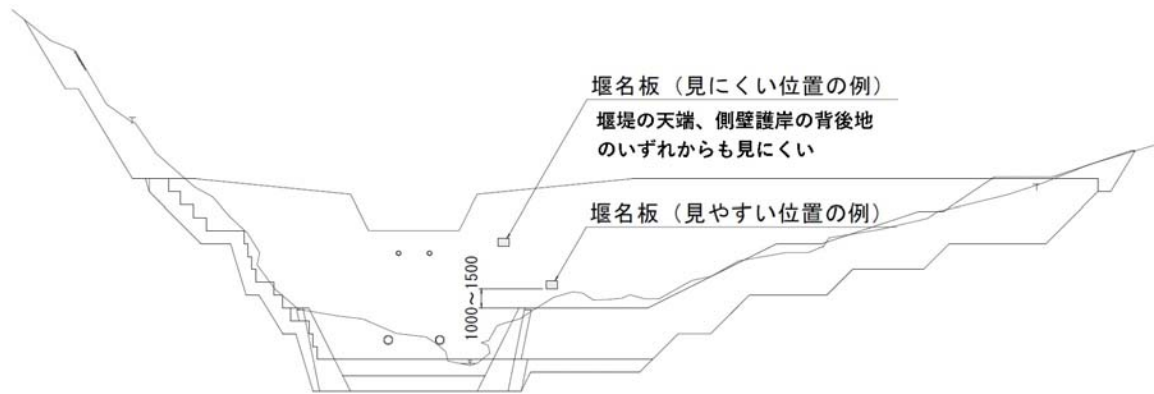 堰名板（見にくい位置の例）
堰堤の天端、側壁護岸の背後地
のいずれからも見にくい
堰名板（見やすい位置の例）
1000～1500